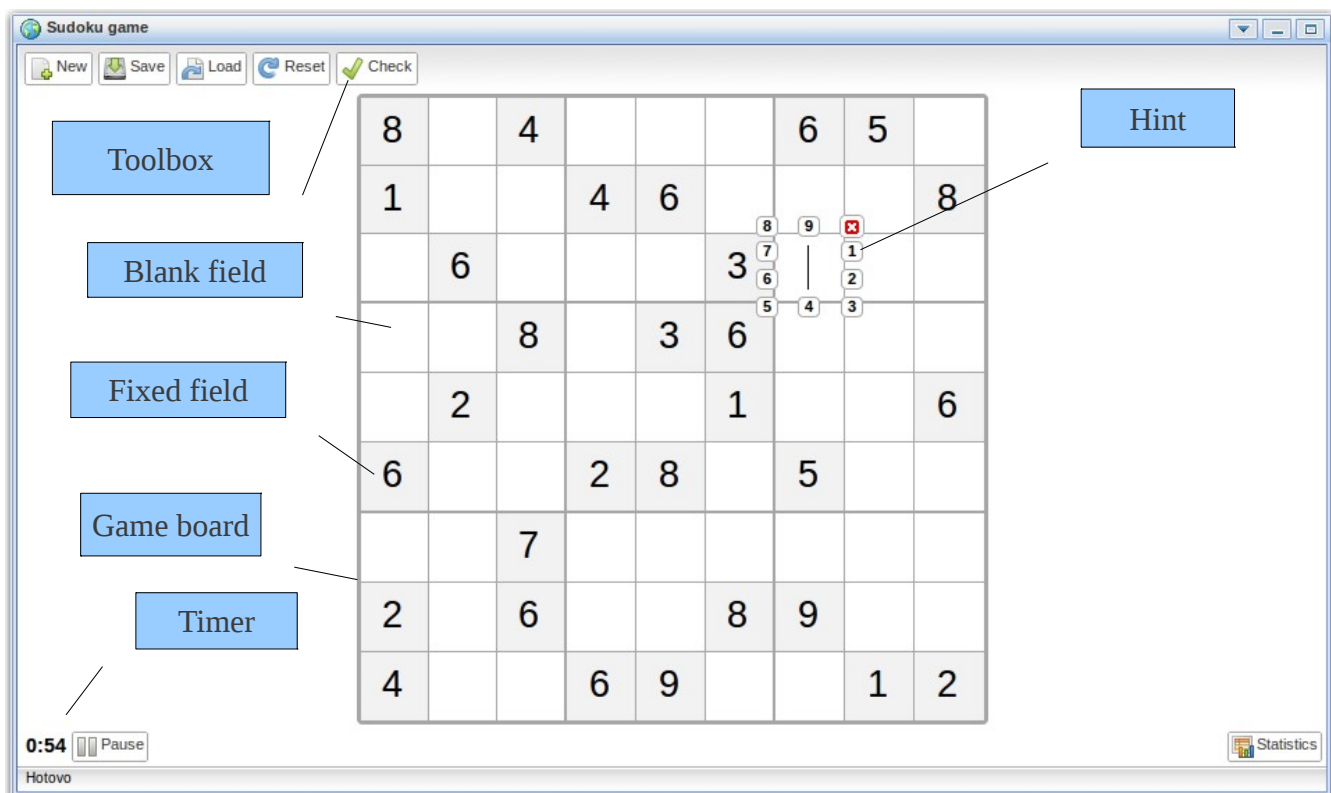 Sudoku game
New Save Load Reset Check
Toolbox
Hint
Blank field
Fixed field
Game board
Timer
8 4 6 5
1 4 6 8
8 9
7 1
6 2
5 4 3
6 3
8 3 6
2 1 6
6 2 8 5
7
2 6 8 9
4 6 9 1 2
0:54 Pause
Statistics
Hotovo